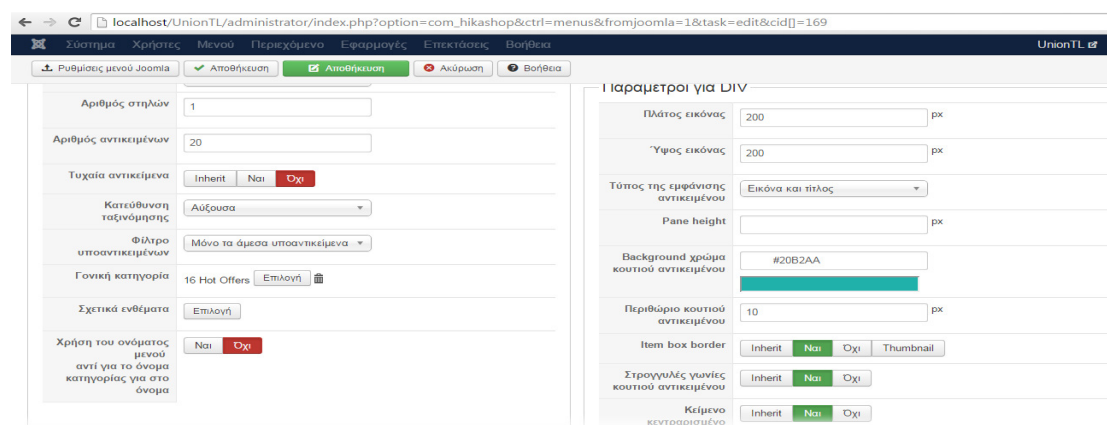 localhost/UnionTL/administrator/index.php?option=com_hikashop&ctrl=menus&fromjoomla=1&task=edit&cid[]=169
Σύστημα Χρήστες Μενού Περιεχόμενο Εφαρμογές Επεκτάσεις Βοήθεια UnionTL
Ρυθμίσεις μενού Joomla Αποθήκευση Αποθήκευση Ακύρωση Βοήθεια
Αριθμός στηλών 1
Αριθμός αντικειμένων 20
Τυχαία αντικείμενα Inherit Ναι Όχι
Κατεύθυνση
ταξινόμησης
Αύξουσα
Φίλτρο
υποαντικειμένων
Μόνο τα άμεσα υποαντικείμενα
Γονική κατηγορία 16 Hot Offers Επιλογή
Σχετικά ενθέματα Επιλογή
Χρήση του ονόματος
μενού
αντί για το όνομα
κατηγορίας για στο
όνομα
Ναι Όχι
Παράμετροι για DIV
Πλάτος εικόνας 200 px
Ύψος εικόνας 200 px
Τύπος της εμφάνισης
αντικειμένου
Εικόνα και τίτλος
Pane height px
Background χρώμα
κουτιού αντικειμένου
#20B2AA
Περιθώριο κουτιού
αντικειμένου
10 px
Item box border Inherit Ναι Όχι Thumbnail
Στρογγυλές γωνίες
κουτιού αντικειμένου
Inherit Ναι Όχι
Κείμενο
κεντραρισμένο
Inherit Ναι Όχι